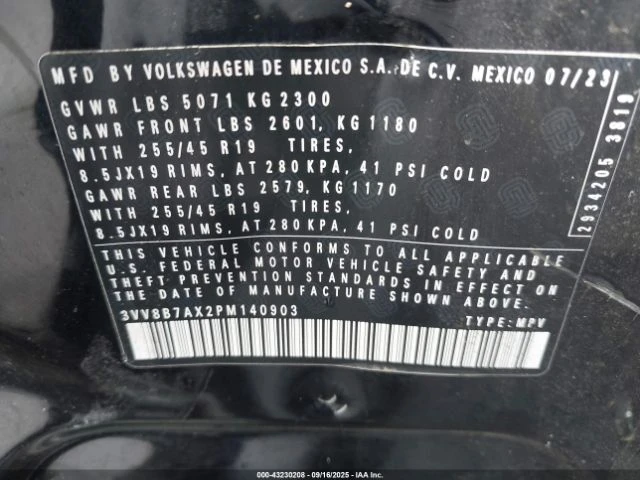 MFD BY VOLKSWAGEN DE MEXICO S.A. DE C.V. MEXICO 07/23
GVWR LBS 5071 KG 2300
GAWR FRONT LBS 2601, KG 1180
WITH 255/45 R19 TIRES,
8.5JX19 RIMS, AT 280 KPA, 41 PSI COLD
GAWR REAR LBS 2579, KG 1170
WITH 255/45 R19 TIRES,
8.5JX19 RIMS, AT 280 KPA, 41 PSI COLD
THIS VEHICLE CONFORMS TO ALL APPLICABLE
U.S. FEDERAL MOTOR VEHICLE SAFETY AND
THEFT PREVENTION STANDARDS IN EFFECT ON
THE DATE OF MANUFACTURE SHOWN ABOVE.
3VV8B7AX2PM140903 TYPE: MPV
2934205 3819
000-43230208 - 09/16/2025 - IAA Inc.